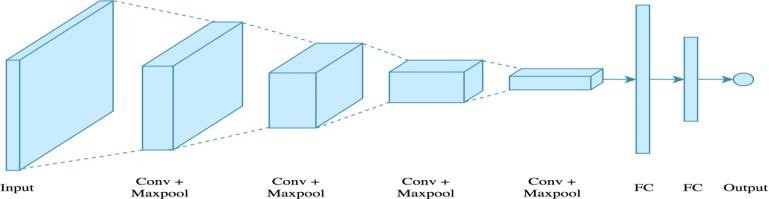 Input
Conv +
Maxpool
Conv +
Maxpool
Conv +
Maxpool
Conv +
Maxpool
FC
FC
Output